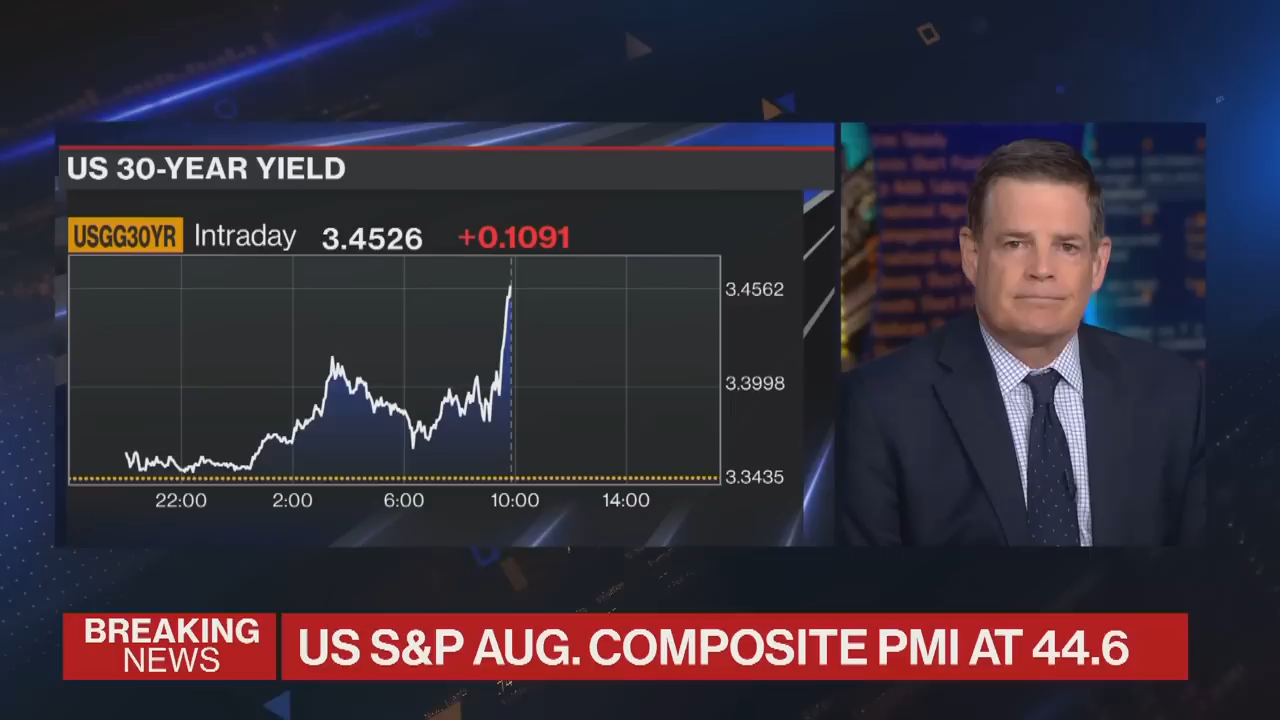 US 30-YEAR YIELD
USGG30YR Intraday 3.4526 +0.1091
3.4562
3.3998
3.3435
22:00 2:00 6:00 10:00 14:00
BREAKING
NEWS
US S&P AUG. COMPOSITE PMI AT 44.6